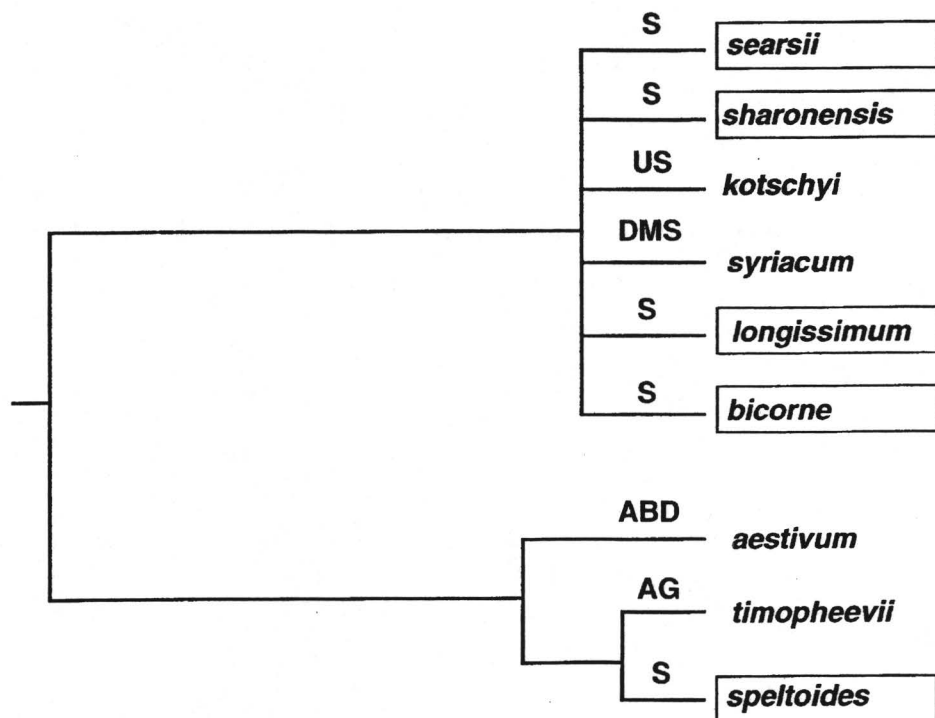 S
searsii
S
sharonensis
US
kotschyi
DMS
syriacum
S
longissimum
S
bicorne
ABD
aestivum
AG
timopheevii
S
speltoides